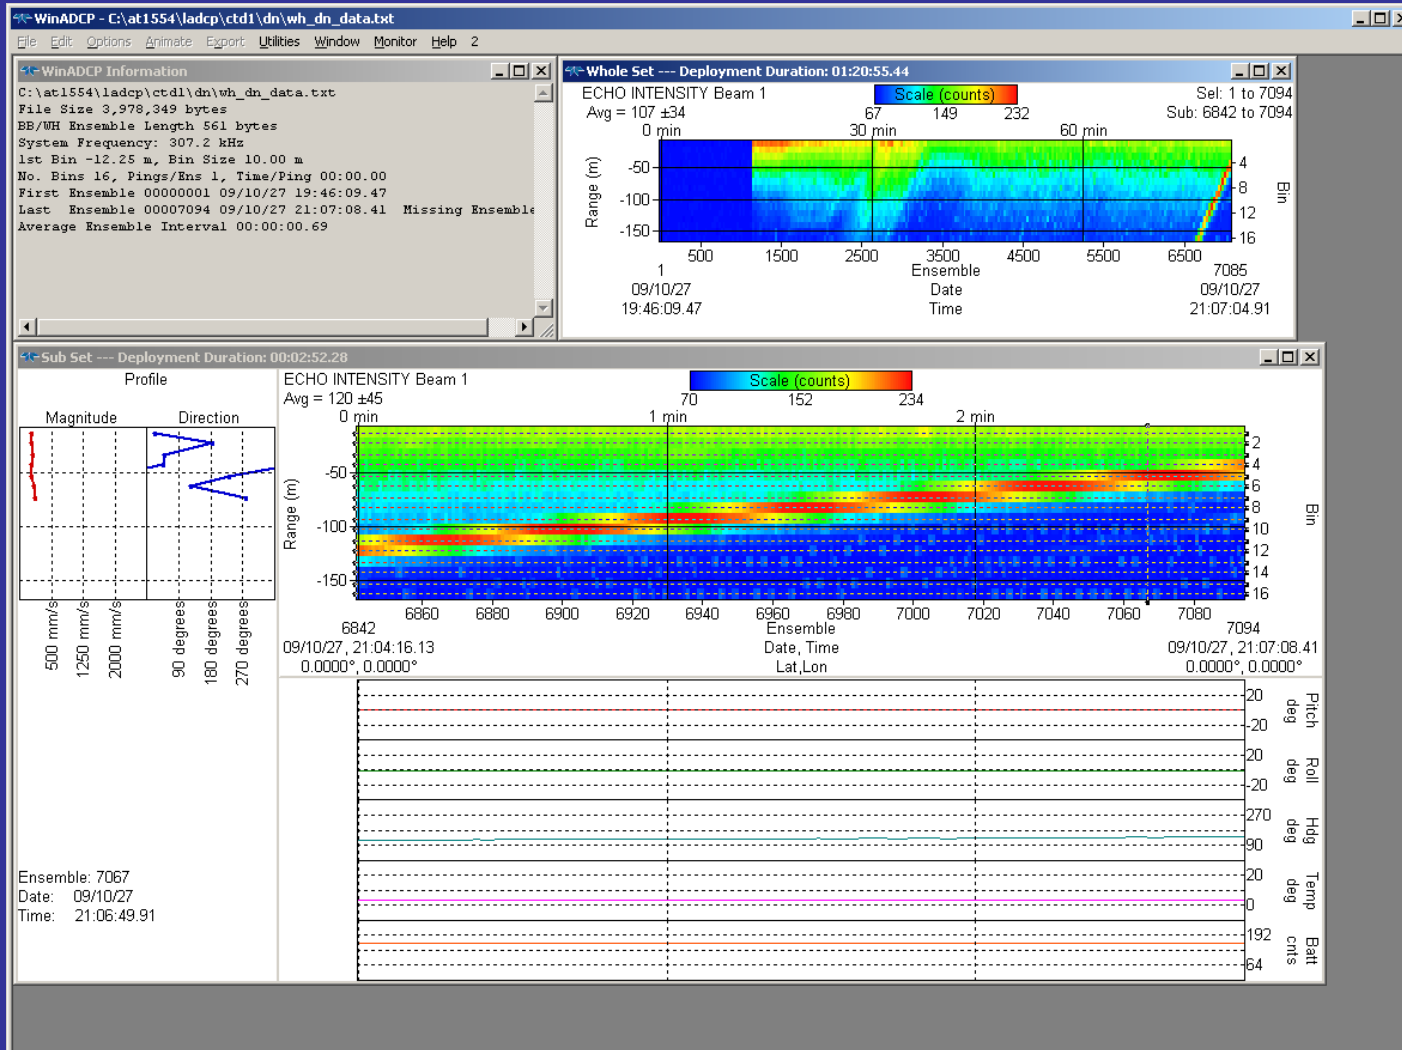 WinADCP - C:\at1554\ladcp\ctd1\dn\wh_dn_data.txt
File Edit Options Animate Export Utilities Window Monitor Help 2
WinADCP Information
C:\at1554\ladcp\ctd1\dn\wh_dn_data.txt
File Size 3,978,349 bytes
BB/WH Ensemble Length 561 bytes
System Frequency: 307.2 kHz
1st Bin -12.25 m, Bin Size 10.00 m
No. Bins 16, Pings/Ens 1, Time/Ping 00:00.00
First Ensemble 00000001 09/10/27 19:46:09.47
Last Ensemble 00007094 09/10/27 21:07:08.41 Missing Ensemble
Average Ensemble Interval 00:00:00.69
Whole Set --- Deployment Duration: 01:20:55.44
ECHO INTENSITY Beam 1 Scale (counts) Sel: 1 to 7094
Avg = 107 ±34 67 149 232 Sub: 6842 to 7094
0 min 30 min 60 min
Range (m)
-50
-100
-150
4
8
12
16
Bin
500 1500 2500 3500 4500 5500 6500
1 Ensemble 7085
09/10/27 Date 09/10/27
19:46:09.47 Time 21:07:04.91
Sub Set --- Deployment Duration: 00:02:52.28
Profile
Magnitude Direction
500 mm/s
1250 mm/s
2000 mm/s
90 degrees
180 degrees
270 degrees
Ensemble: 7067
Date: 09/10/27
Time: 21:06:49.91
ECHO INTENSITY Beam 1 Scale (counts)
Avg = 120 ±45 70 152 234
0 min 1 min 2 min
Range (m)
-50
-100
-150
2
4
6
8
10
12
14
16
Bin
6860 6880 6900 6920 6940 6960 6980 7000 7020 7040 7060 7080
6842 Ensemble 7094
09/10/27, 21:04:16.13 Date, Time 09/10/27, 21:07:08.41
0.0000°, 0.0000° Lat,Lon 0.0000°, 0.0000°
20
-20
Pitch
deg
20
-20
Roll
deg
270
90
Hdg
deg
20
0
Temp
deg
192
64
Batt
cnts